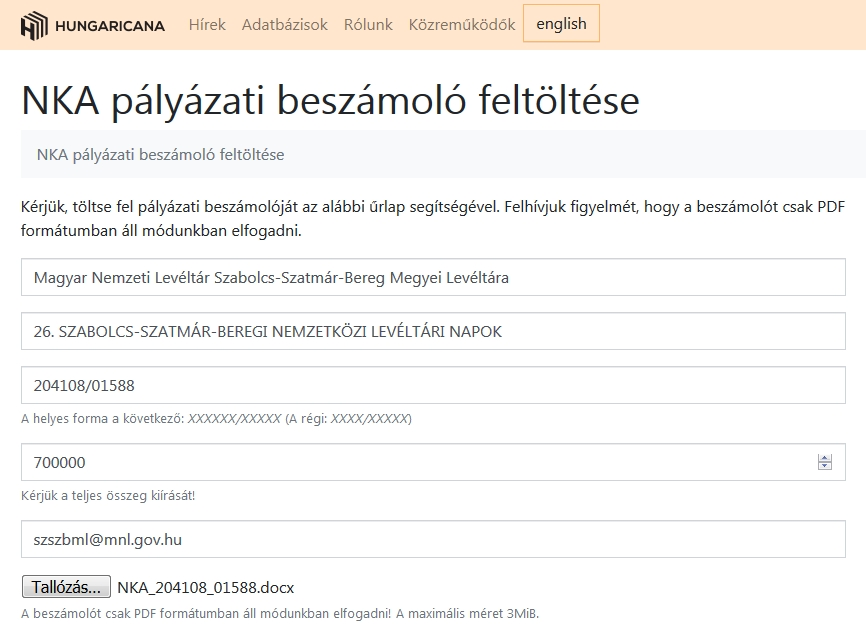 HUNGARICANA Hírek Adatbázisok Rólunk Közreműködők english
NKA pályázati beszámoló feltöltése
NKA pályázati beszámoló feltöltése
Kérjük, töltse fel pályázati beszámolóját az alábbi űrlap segítségével. Felhívjuk figyelmét, hogy a beszámolót csak PDF
formátumban áll módunkban elfogadni.
Magyar Nemzeti Levéltár Szabolcs-Szatmár-Bereg Megyei Levéltára
26. SZABOLCS-SZATMÁR-BEREGI NEMZETKÖZI LEVÉLTÁRI NAPOK
204108/01588
A helyes forma a következő: XXXXXX/XXXXX (A régi: XXXX/XXXXX)
700000
Kérjük a teljes összeg kiírását!
szszbml@mnl.gov.hu
Tallózás... NKA_204108_01588.docx
A beszámolót csak PDF formátumban áll módunkban elfogadni! A maximális méret 3MiB.